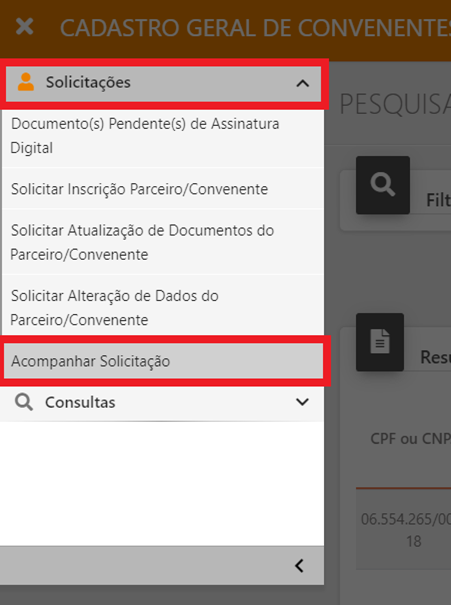 CADASTRO GERAL DE CONVENENTES
Solicitações
Documento(s) Pendente(s) de Assinatura
Digital
Solicitar Inscrição Parceiro/Convenente
Solicitar Atualização de Documentos do
Parceiro/Convenente
Solicitar Alteração de Dados do
Parceiro/Convenente
Acompanhar Solicitação
Consultas
PESQUISA
Filt
Resu
CPF ou CNP
06.554.265/00
18